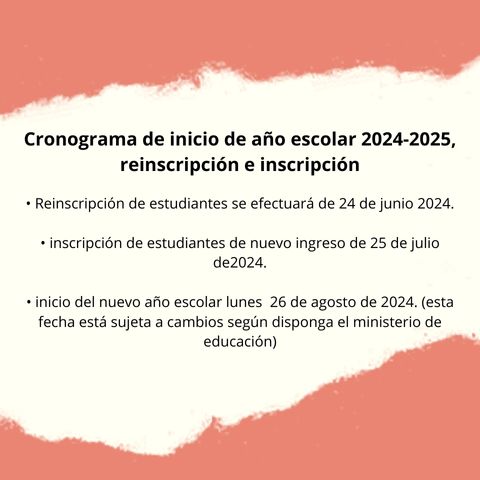 Cronograma de inicio de año escolar 2024-2025,
reinscripción e inscripción
• Reinscripción de estudiantes se efectuará de 24 de junio 2024.
• inscripción de estudiantes de nuevo ingreso de 25 de julio
de2024.
• inicio del nuevo año escolar lunes  26 de agosto de 2024. (esta
fecha está sujeta a cambios según disponga el ministerio de
educación)